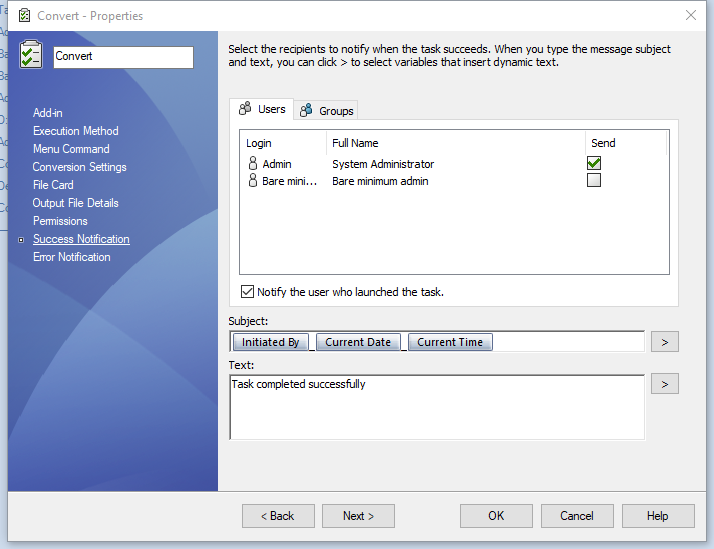 Convert - Properties
Convert
Select the recipients to notify when the task succeeds. When you type the message subject
and text, you can click > to select variables that insert dynamic text.
Add-in
Execution Method
Menu Command
Conversion Settings
File Card
Output File Details
Permissions
Success Notification
Error Notification
Users
Groups
Login Full Name Send
Admin System Administrator
Bare mini... Bare minimum admin
Notify the user who launched the task.
Subject:
Initiated By _ Current Date _ Current Time
>
Text:
Task completed successfully
>
< Back Next > OK Cancel Help